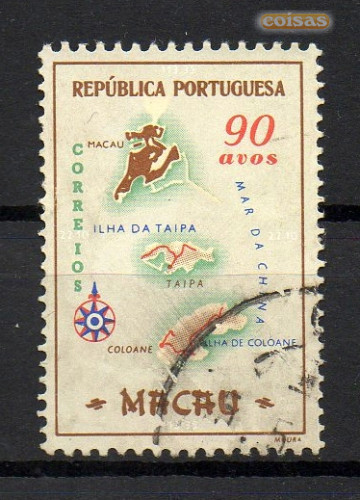 coisas
REPÚBLICA PORTUGUESA
MACAU
90
avos
CORREIOS
MAR DA CHINA
ILHA DA TAIPA
TAIPA
ILHA DE COLOANE
COLOANE
MACAU
MOURA